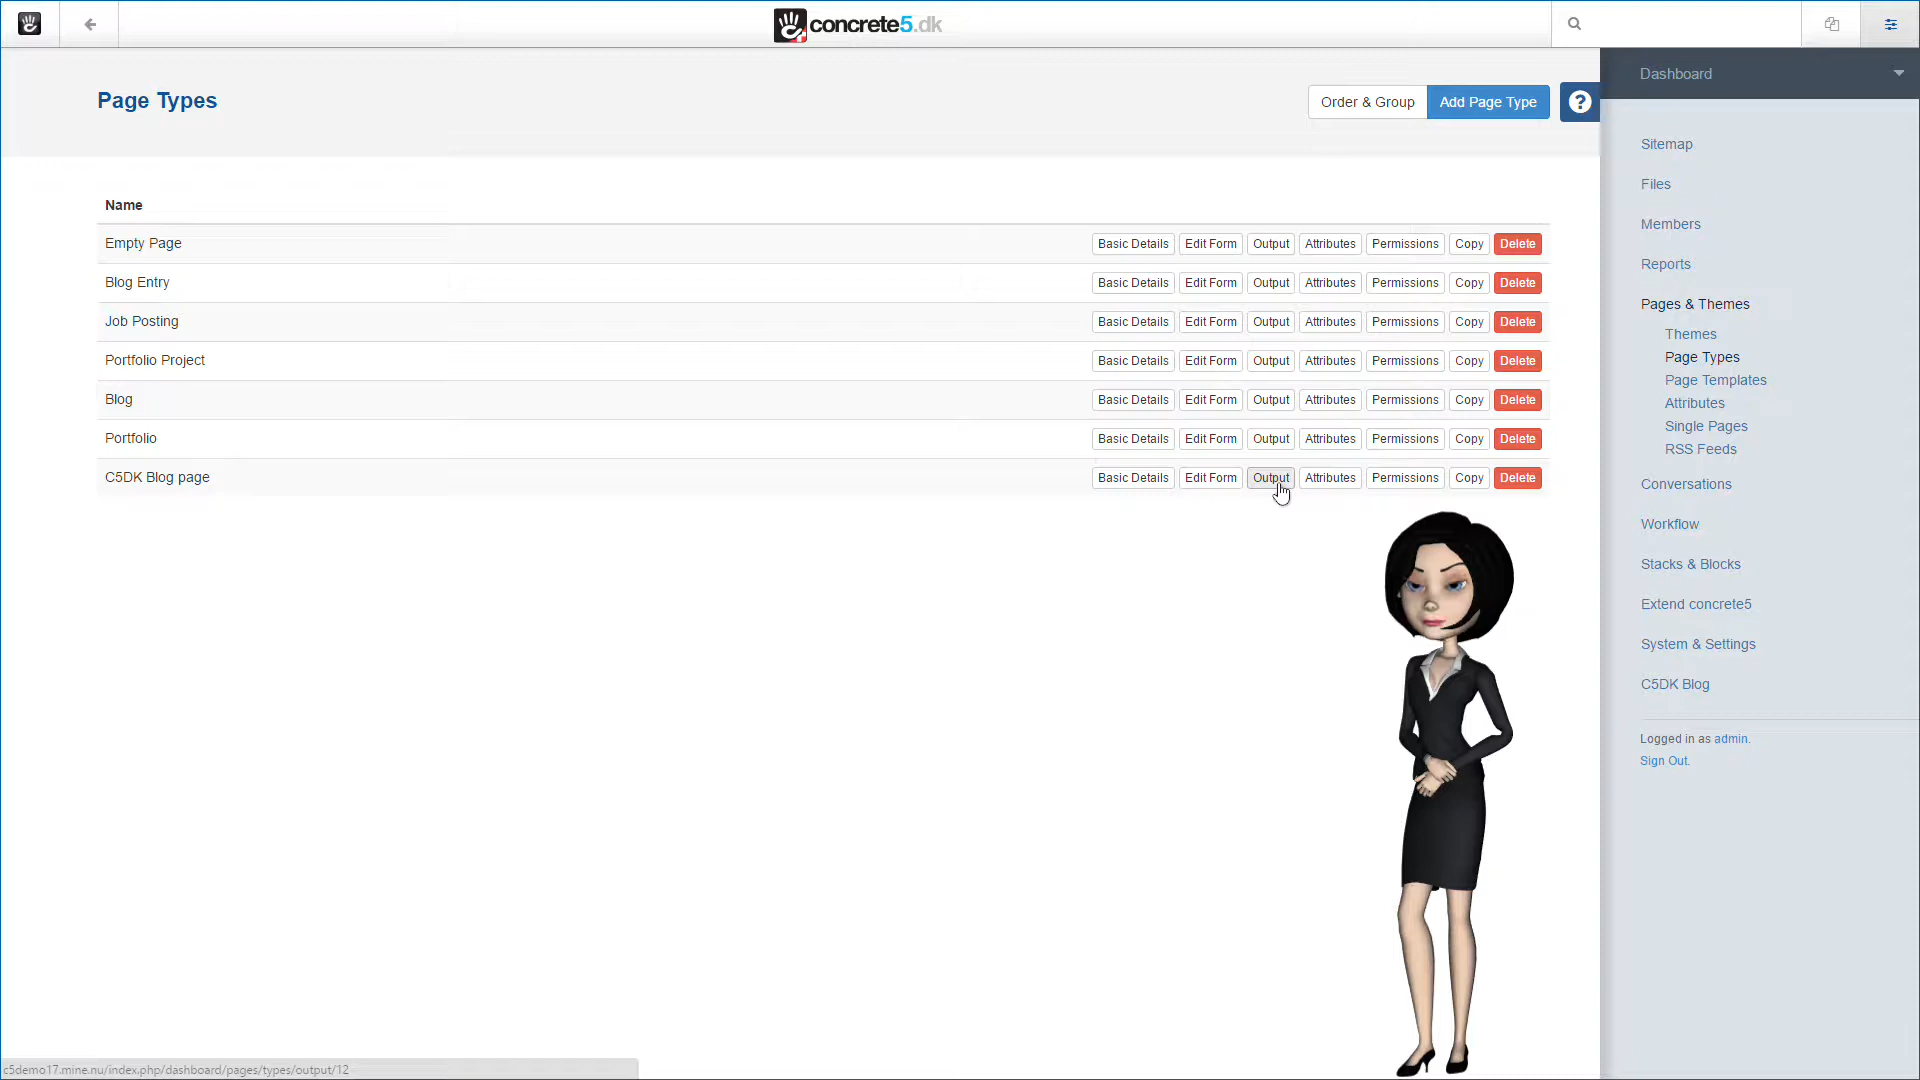 concrete5.dk
Dashboard
Page Types
Order & Group
Add Page Type
?
Name
Empty Page Basic Details Edit Form Output Attributes Permissions Copy Delete
Blog Entry Basic Details Edit Form Output Attributes Permissions Copy Delete
Job Posting Basic Details Edit Form Output Attributes Permissions Copy Delete
Portfolio Project Basic Details Edit Form Output Attributes Permissions Copy Delete
Blog Basic Details Edit Form Output Attributes Permissions Copy Delete
Portfolio Basic Details Edit Form Output Attributes Permissions Copy Delete
C5DK Blog page Basic Details Edit Form Output Attributes Permissions Copy Delete
Sitemap
Files
Members
Reports
Pages & Themes
Themes
Page Types
Page Templates
Attributes
Single Pages
RSS Feeds
Conversations
Workflow
Stacks & Blocks
Extend concrete5
System & Settings
C5DK Blog
Logged in as admin.
Sign Out.
c5demo17.mine.nu/index.php/dashboard/pages/types/output/12